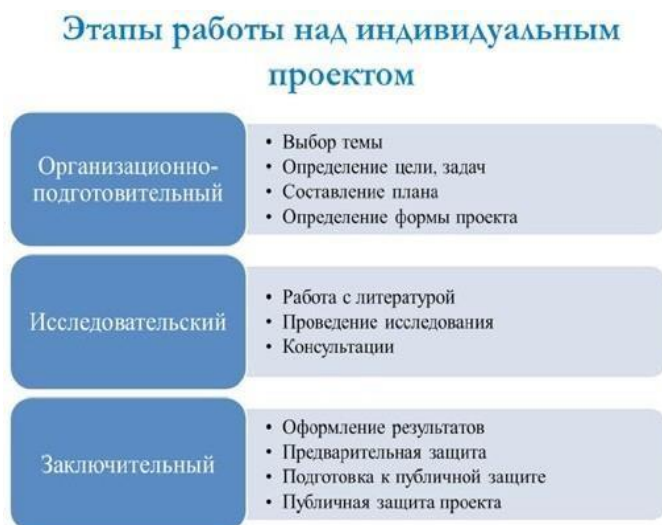 Этапы работы над индивидуальным
проектом
Организационно-
подготовительный
• Выбор темы
• Определение цели, задач
• Составление плана
• Определение формы проекта
Исследовательский
• Работа с литературой
• Проведение исследования
• Консультации
Заключительный
• Оформление результатов
• Предварительная защита
• Подготовка к публичной защите
• Публичная защита проекта